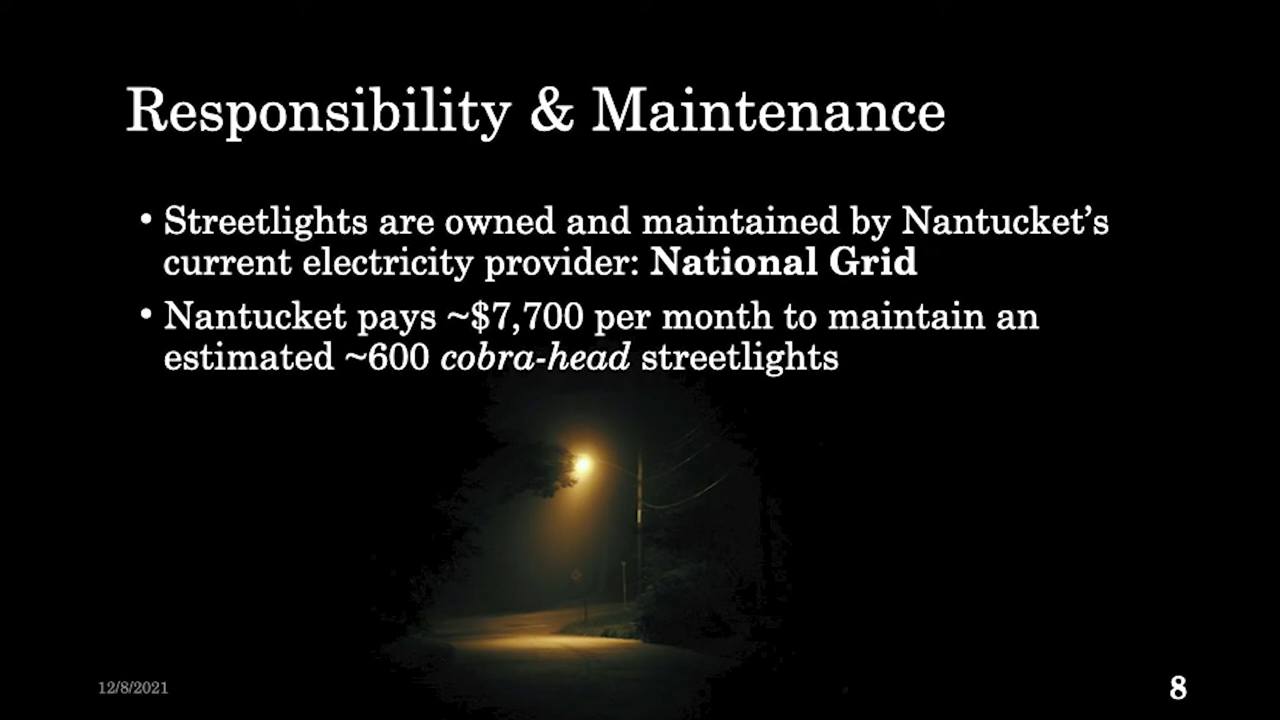 Responsibility & Maintenance
• Streetlights are owned and maintained by Nantucket’s
current electricity provider: National Grid
• Nantucket pays ~$7,700 per month to maintain an
estimated ~600 cobra-head streetlights
12/8/2021
8